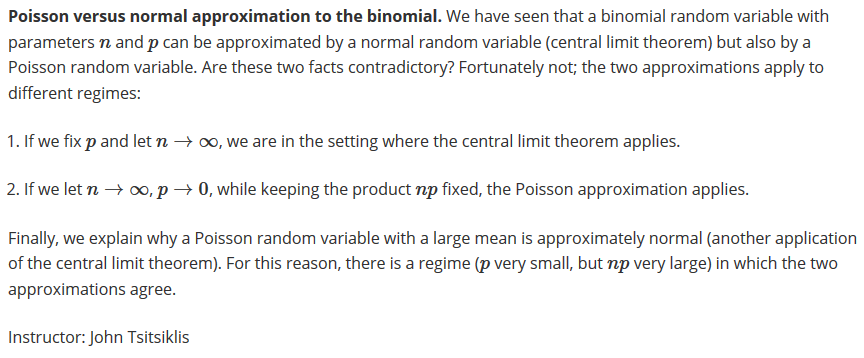 Poisson versus normal approximation to the binomial. We have seen that a binomial random variable with
parameters n and p can be approximated by a normal random variable (central limit theorem) but also by a
Poisson random variable. Are these two facts contradictory? Fortunately not; the two approximations apply to
different regimes:
1. If we fix p and let n → ∞, we are in the setting where the central limit theorem applies.
2. If we let n → ∞, p → 0, while keeping the product np fixed, the Poisson approximation applies.
Finally, we explain why a Poisson random variable with a large mean is approximately normal (another application
of the central limit theorem). For this reason, there is a regime (p very small, but np very large) in which the two
approximations agree.
Instructor: John Tsitsiklis